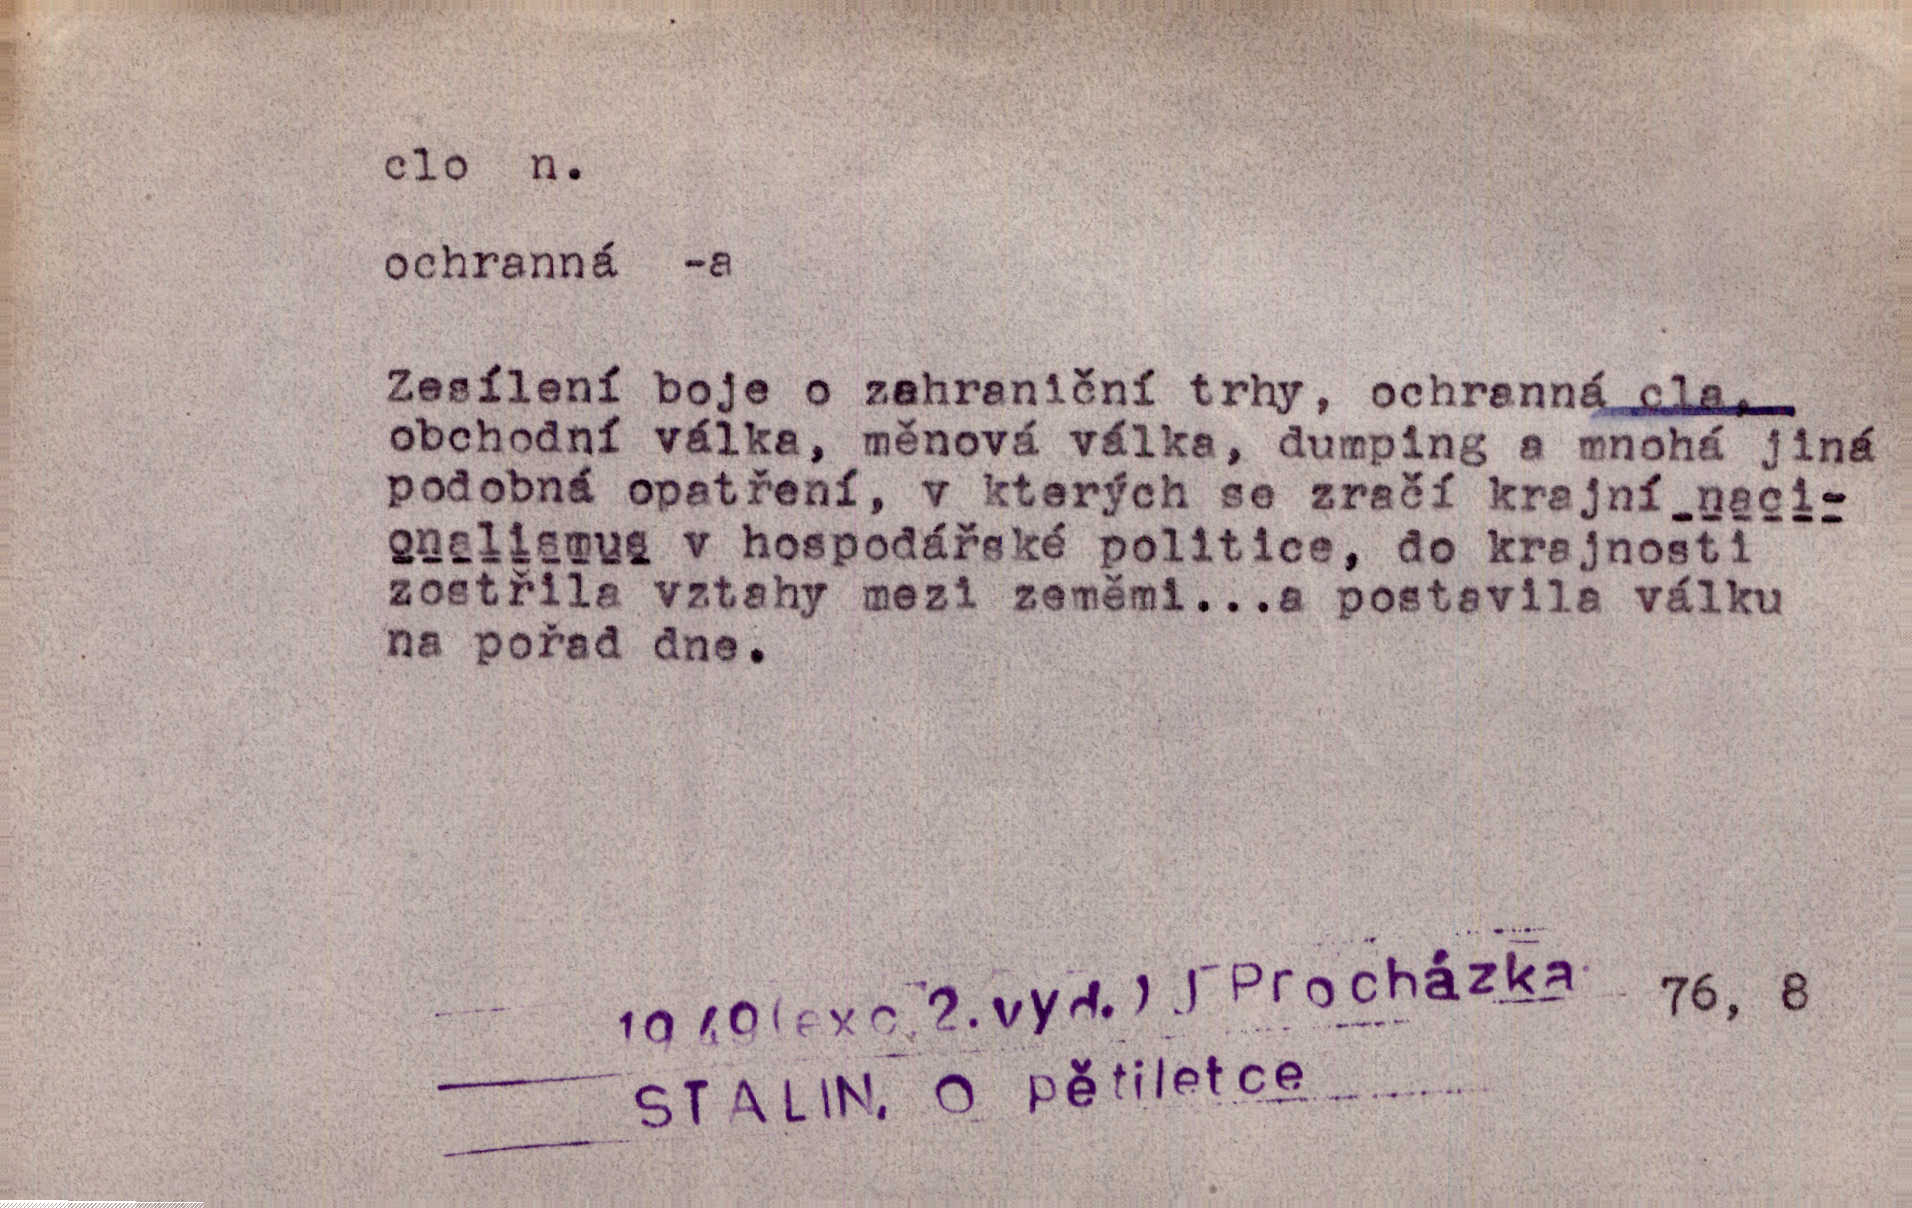 clo n.
ochranná -a
Zesílení boje o zahraniční trhy, ochranná cla,
obchodní válka, měnová válka, dumping a mnohá jiná
podobná opatření, v kterých se zračí krajní naci-
onalismus v hospodářské politice, do krajnosti
zostřila vztahy mezi zeměmi...a postavila válku
na pořad dne.
1949(exc. 2.vyd.) J Procházka 76, 8
STALIN. O pětiletce